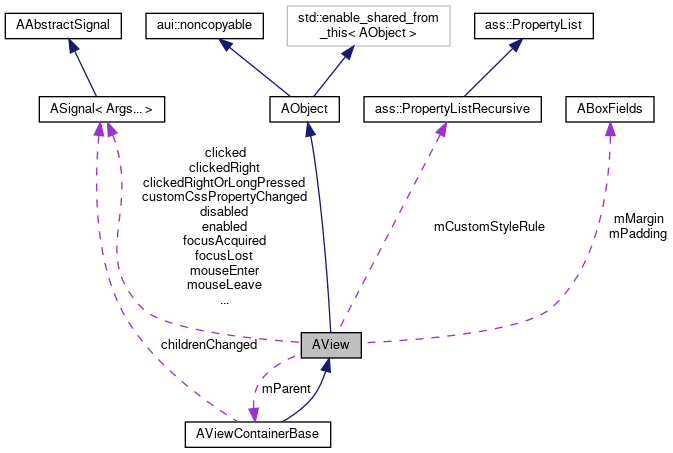 AAbstractSignal
aui::noncopyable
std::enable_shared_from
_this< AObject >
ass::PropertyList
ASignal< Args... >
AObject
ass::PropertyListRecursive
ABoxFields
clicked
clickedRight
clickedRightOrLongPressed
customCssPropertyChanged
disabled
enabled
focusAcquired
focusLost
mouseEnter
mouseLeave
...
mCustomStyleRule
mMargin
mPadding
childrenChanged
AView
mParent
AViewContainerBase